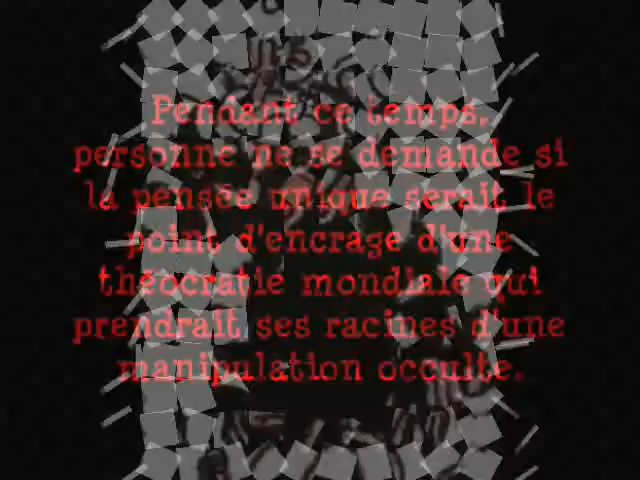 Pendant ce temps,
personne ne se demande si
la pensée unique serait le
point d'encrage d'une
théocratie mondiale qui
prendrait ses racines d'une
manipulation occulte.